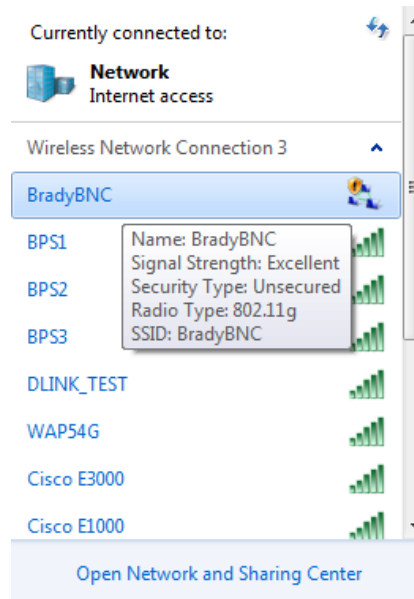 Currently connected to:
Network
Internet access
Wireless Network Connection 3
BradyBNC
BPS1
Name: BradyBNC
Signal Strength: Excellent
BPS2
Security Type: Unsecured
Radio Type: 802.11g
BPS3
SSID: BradyBNC
DLINK_TEST
WAP54G
Cisco E3000
Cisco E1000
Open Network and Sharing Center